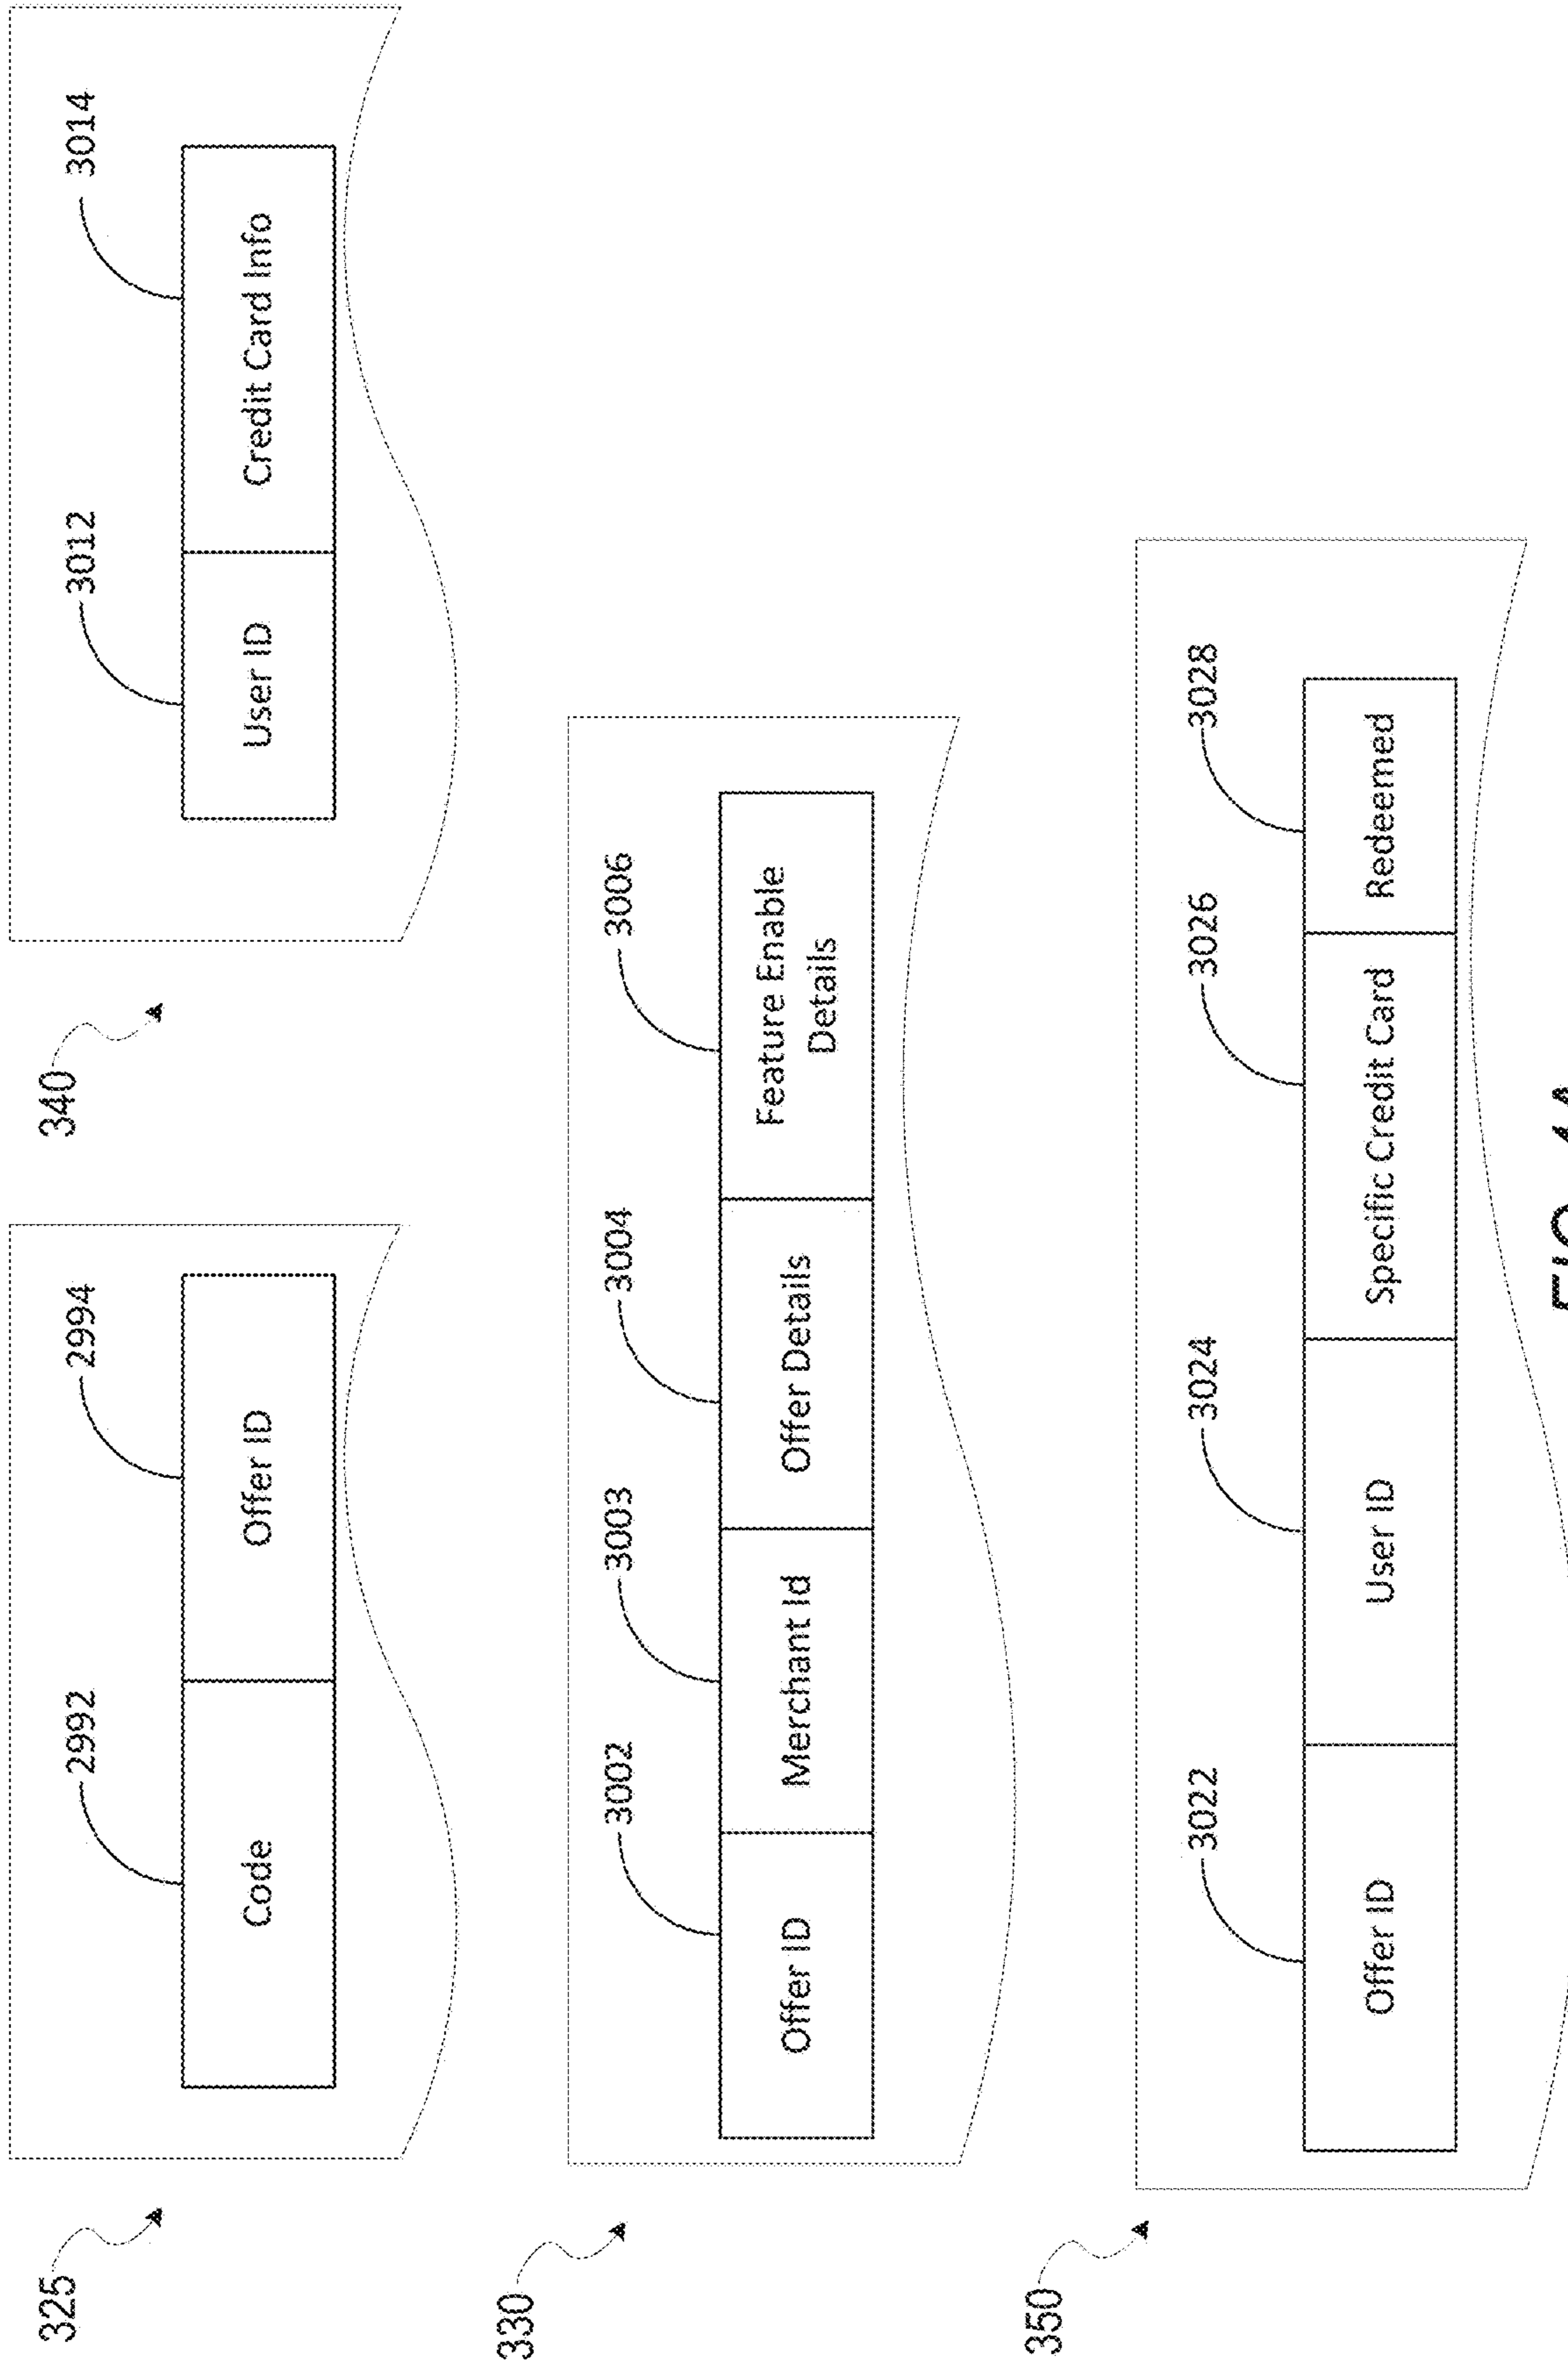 325
2992
2994
Code
Offer ID
340
3012
3014
User ID
Credit Card Info
330
3002
3003
3004
3006
Offer ID
Merchant Id
Offer Details
Feature Enable
Details
350
3022
3024
3026
3028
Offer ID
User ID
Specific Credit Card
Redeemed